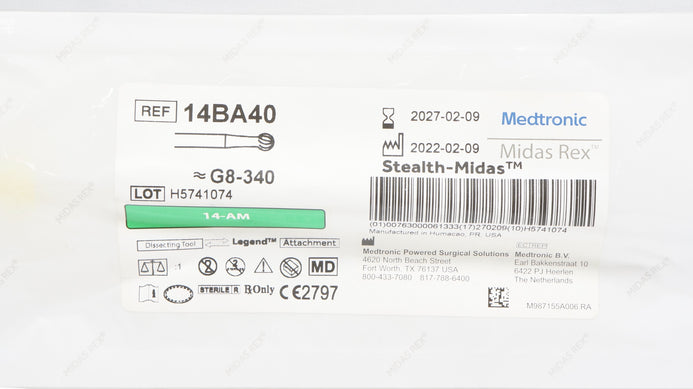 REF 14BA40
≈ G8-340
LOT H5741074
14-AM
Dissecting Tool Legend™ Attachment
:1 MD
i STERILE R ℞Only CE2797
2027-02-09
2022-02-09
Medtronic
Midas Rex™
Stealth-Midas™
(01)00763000061333(17)270209(10)H5741074
Manufactured in Humacao, PR, USA
Medtronic Powered Surgical Solutions
4620 North Beach Street
Fort Worth, TX 76137 USA
800-433-7080 817-788-6400
EC REP
Medtronic B.V.
Earl Bakkenstraat 10
6422 PJ Heerlen
The Netherlands
M987155A006 RA
MIDAS REX®